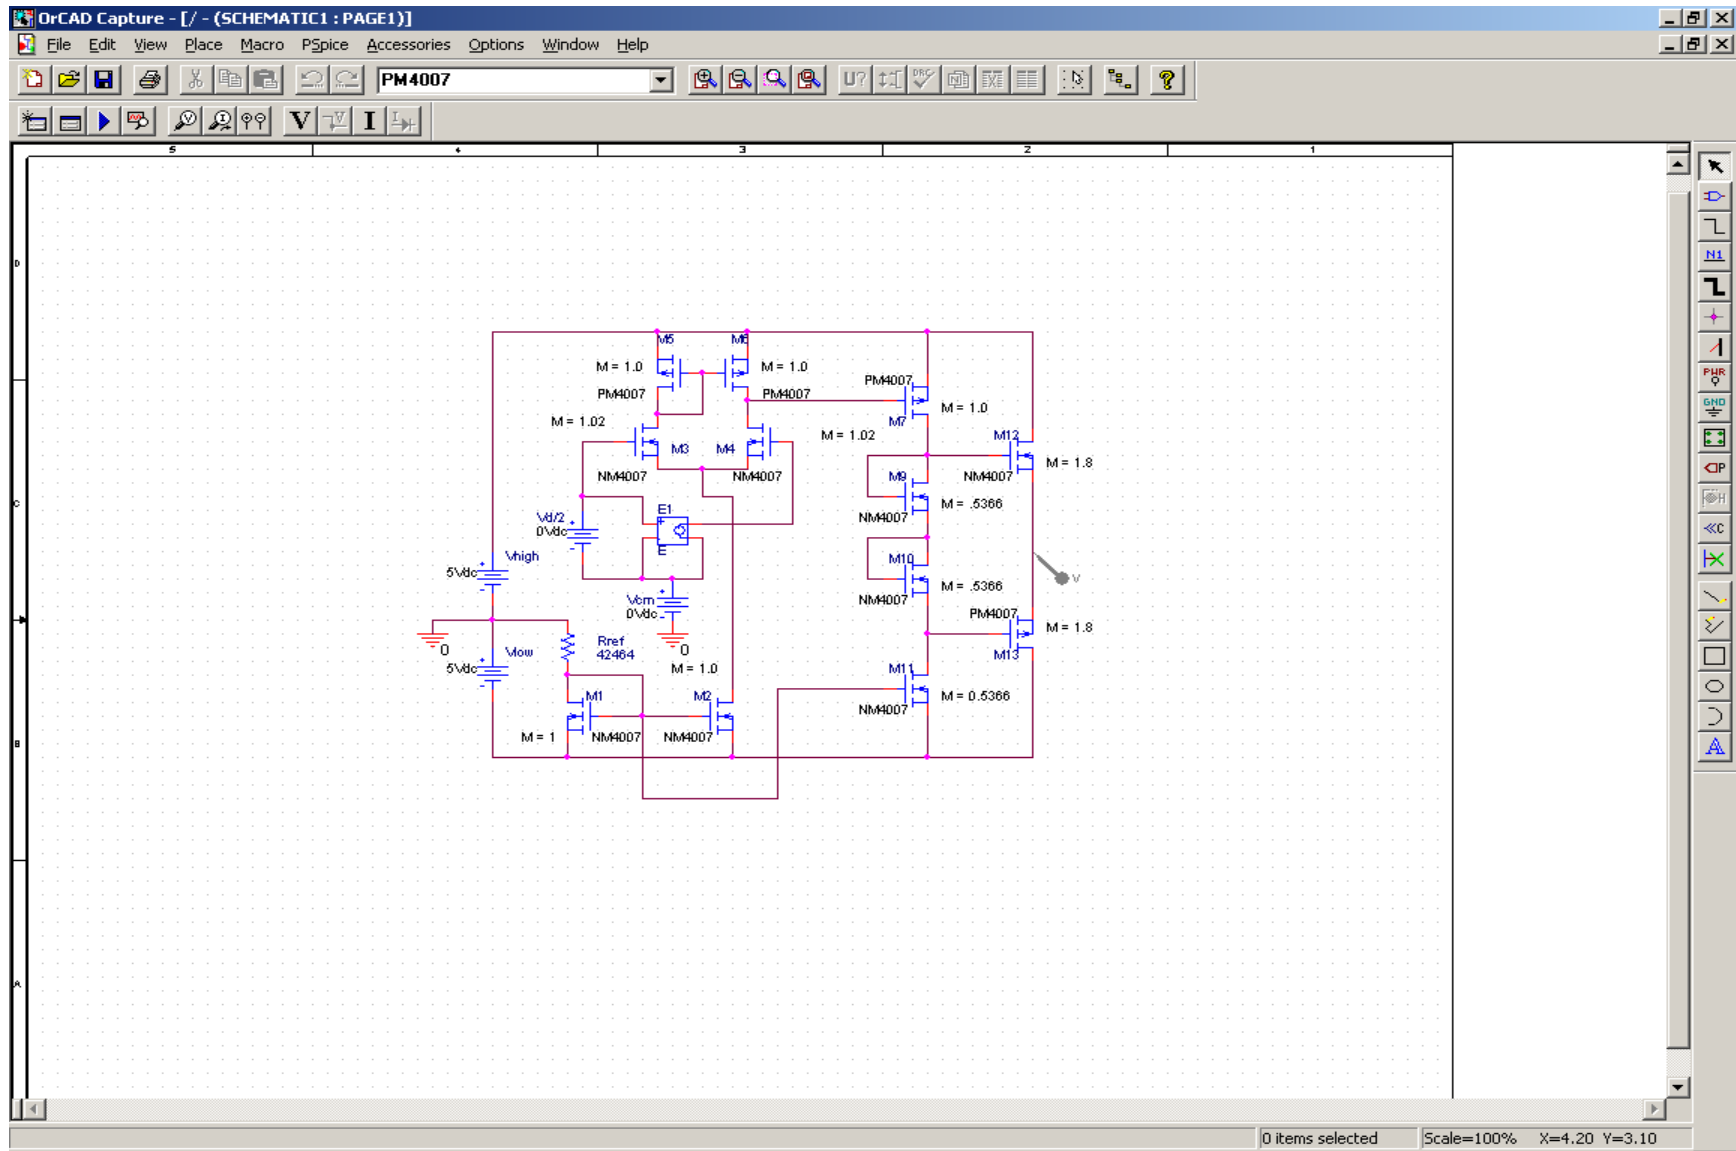 OrCAD Capture - [/ - (SCHEMATIC1 : PAGE1)]
File Edit View Place Macro PSpice Accessories Options Window Help
PM4007
U? DRC
V V I I
5 4 3 2 1
D
C
B
A
M5 M6
M = 1.0 M = 1.0
PM4007 PM4007
PM4007
M = 1.0
M7
M = 1.02 M = 1.02
M12
M3 M4
M = 1.8
NM4007 NM4007 M9 NM4007
M = .5366
NM4007
E1
E
Vd/2
0Vdc
+
-
Vhigh
5Vdc
+
-
M10
M = .5366
NM4007
V
Vcm
0Vdc
+
-
PM4007
M = 1.8
M13
0
0
Rref
42464
Vlow
5Vdc
+
-
M = 1.0
M11
M = 0.5366
NM4007
M1 M2
M = 1 NM4007 NM4007
N1
PWR
GND
0 items selected Scale=100% X=4.20 Y=3.10